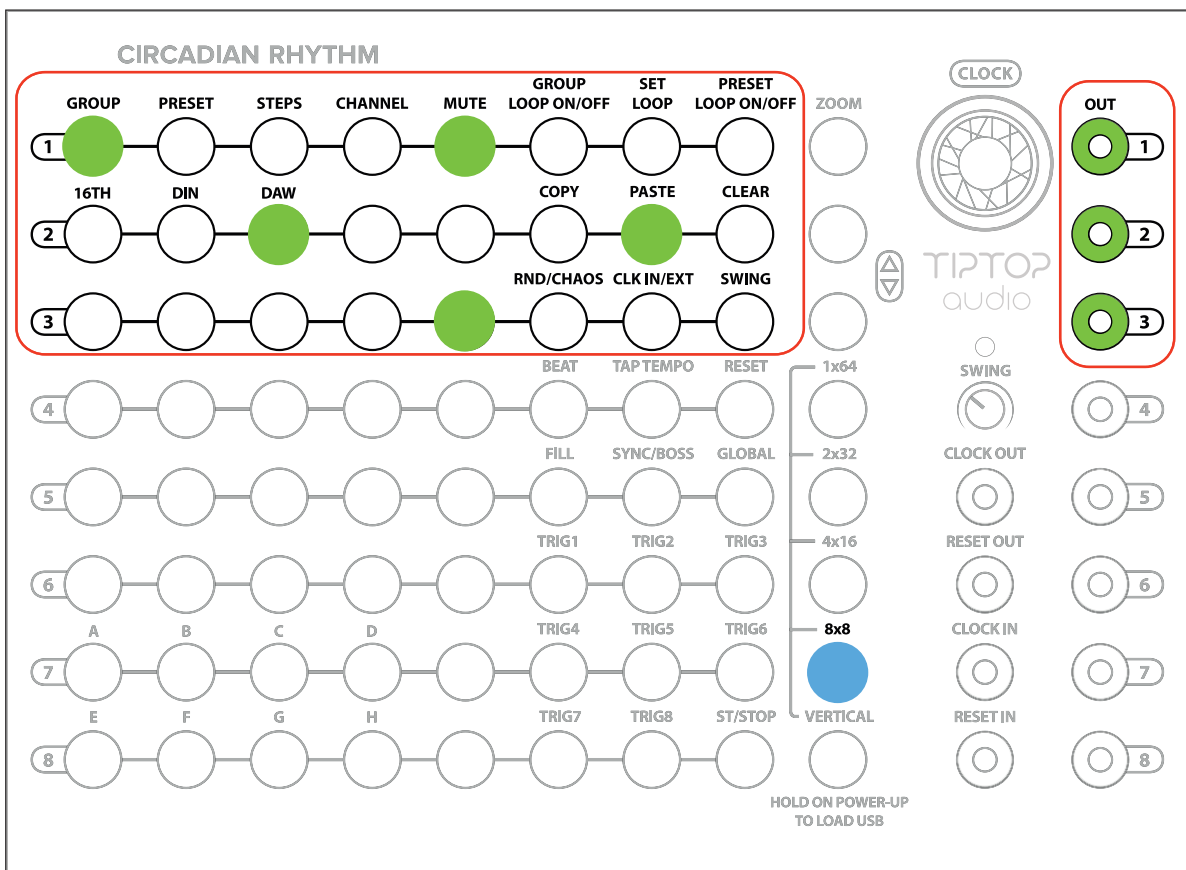 CIRCADIAN RHYTHM
CLOCK
GROUP PRESET STEPS CHANNEL MUTE GROUP LOOP ON/OFF SET LOOP PRESET LOOP ON/OFF ZOOM OUT
1 1
16TH DIN DAW COPY PASTE CLEAR
2 2
TIPTOP
audio
RND/CHAOS CLK IN/EXT SWING
3 3
BEAT TAP TEMPO RESET 1x64 SWING
4 4
FILL SYNC/BOSS GLOBAL 2x32 CLOCK OUT
5 5
TRIG1 TRIG2 TRIG3 4x16 RESET OUT
6 6
A B C D TRIG4 TRIG5 TRIG6 8x8 CLOCK IN
7 7
E F G H TRIG7 TRIG8 ST/STOP VERTICAL RESET IN
8 8
HOLD ON POWER-UP
TO LOAD USB